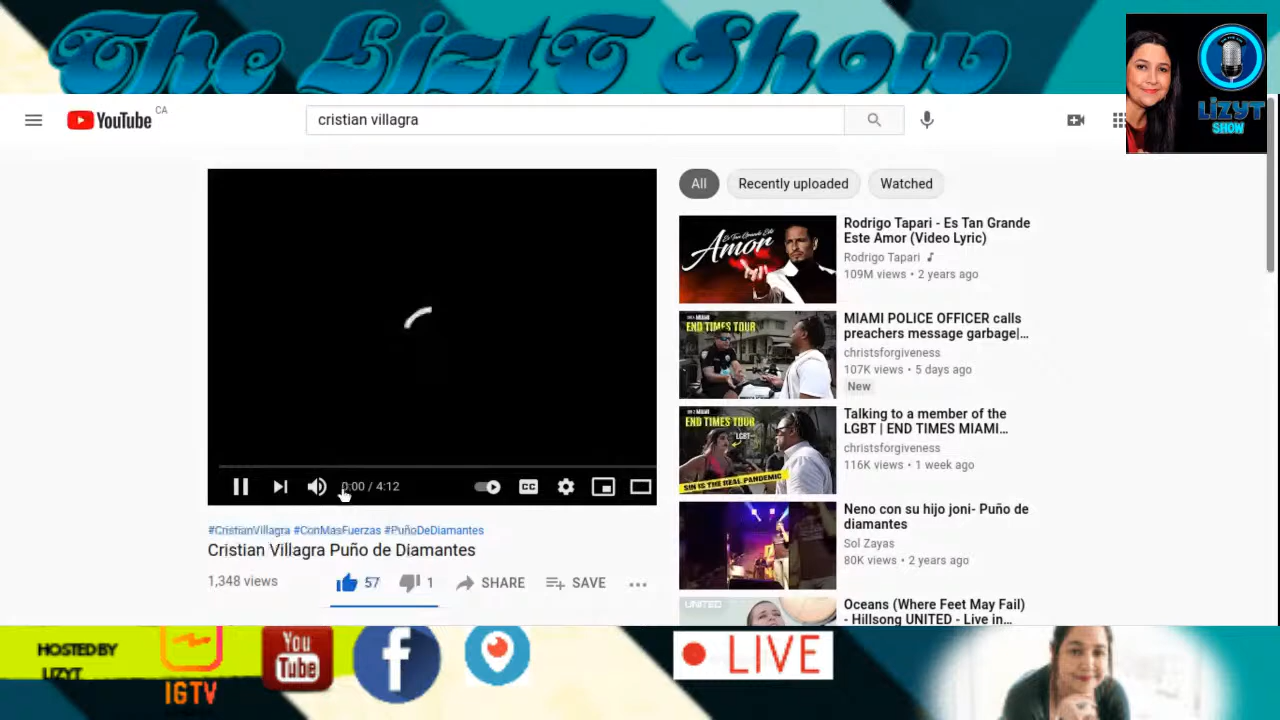 The LiztT Show
LiZYT
SHOW
YouTube CA
cristian villagra
All
Recently uploaded
Watched
Amor
Rodrigo Tapari - Es Tan Grande
Este Amor (Video Lyric)
Rodrigo Tapari
109M views • 2 years ago
END TIMES TOUR
MIAMI POLICE OFFICER calls
preachers message garbage|...
christsforgiveness
107K views • 5 days ago
New
END TIMES TOUR
LGBT
SIN IS THE REAL PANDEMIC
Talking to a member of the
LGBT | END TIMES MIAMI...
christsforgiveness
116K views • 1 week ago
0:00 / 4:12
CC
Neno con su hijo joni- Puño de
diamantes
Sol Zayas
80K views • 2 years ago
#CristianVillagra #ConMasFuerzas #PuñoDeDiamantes
Cristian Villagra Puño de Diamantes
1,348 views
57
1
SHARE
SAVE
UNITED
Oceans (Where Feet May Fail)
- Hillsong UNITED - Live in...
HOSTED BY
LIZYT
IGTV
You
Tube
f
LIVE